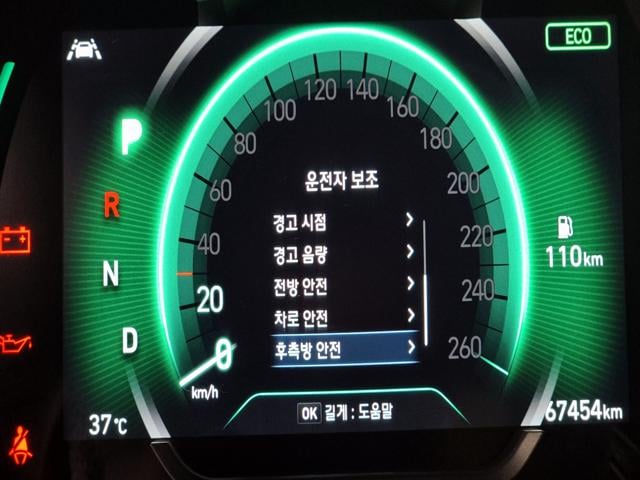 ECO
100
120
140
160
80
180
60
200
40
220
20
240
0
260
km/h
P
R
N
D
운전자 보조
경고 시점
경고 음량
전방 안전
차로 안전
후측방 안전
OK 길게 : 도움말
110km
37℃
67454km